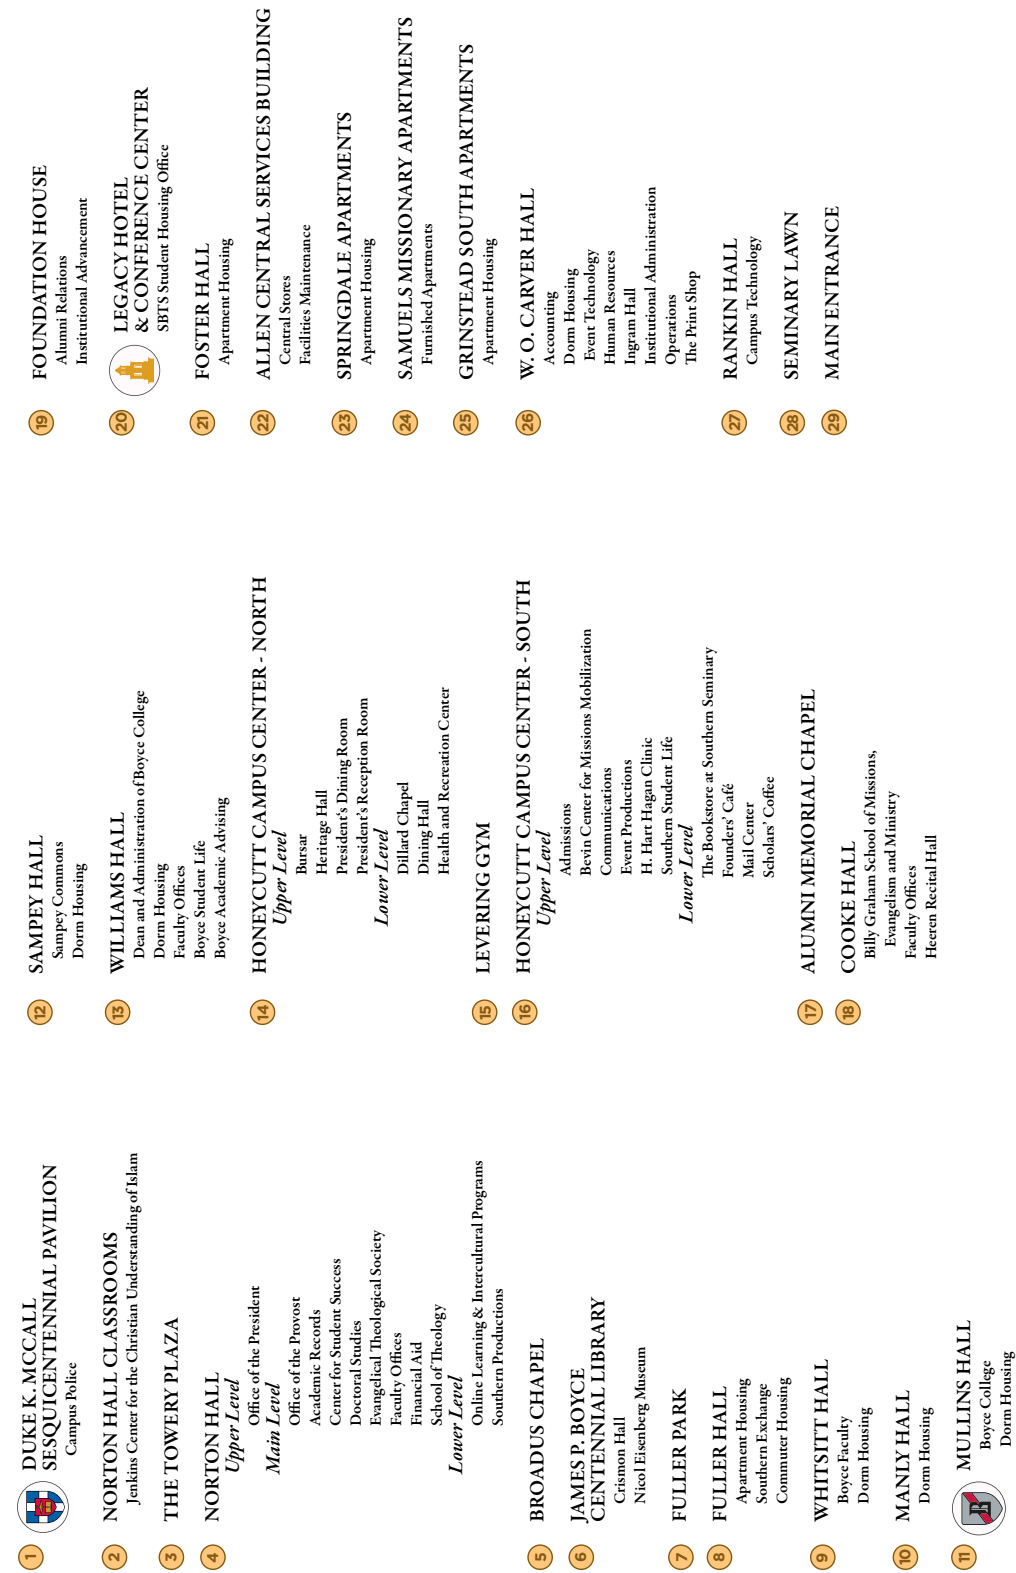 1
DUKE K. MCCALL
SESQUICENTENNIAL PAVILION
Campus Police
2
NORTON HALL CLASSROOMS
Jenkins Center for the Christian Understanding of Islam
3
THE TOWERY PLAZA
4
NORTON HALL
Upper Level
Office of the President
Main Level
Office of the Provost
Academic Records
Center for Student Success
Doctoral Studies
Evangelical Theological Society
Faculty Offices
Financial Aid
School of Theology
Lower Level
Online Learning & Intercultural Programs
Southern Productions
5
BROADUS CHAPEL
6
JAMES P. BOYCE
CENTENNIAL LIBRARY
Crismon Hall
Nicol Eisenberg Museum
7
FULLER PARK
8
FULLER HALL
Apartment Housing
Southern Exchange
Commuter Housing
9
WHITSITT HALL
Boyce Faculty
Dorm Housing
10
MANLY HALL
Dorm Housing
11
B
MULLINS HALL
Boyce College
Dorm Housing
12
SAMPEY HALL
Sampey Commons
Dorm Housing
13
WILLIAMS HALL
Dean and Administration of Boyce College
Dorm Housing
Faculty Offices
Boyce Student Life
Boyce Academic Advising
14
HONEYCUTT CAMPUS CENTER - NORTH
Upper Level
Bursar
Heritage Hall
President's Dining Room
President's Reception Room
Lower Level
Dillard Chapel
Dining Hall
Health and Recreation Center
15
LEVERING GYM
16
HONEYCUTT CAMPUS CENTER - SOUTH
Upper Level
Admissions
Bevin Center for Missions Mobilization
Communications
Event Productions
H. Hart Hagan Clinic
Southern Student Life
Lower Level
The Bookstore at Southern Seminary
Founders’ Café
Mail Center
Scholars’ Coffee
17
ALUMNI MEMORIAL CHAPEL
18
COOKE HALL
Billy Graham School of Missions,
Evangelism and Ministry
Faculty Offices
Heeren Recital Hall
19
FOUNDATION HOUSE
Alumni Relations
Institutional Advancement
20
LEGACY HOTEL
& CONFERENCE CENTER
SBTS Student Housing Office
21
FOSTER HALL
Apartment Housing
22
ALLEN CENTRAL SERVICES BUILDING
Central Stores
Facilities Maintenance
23
SPRINGDALE APARTMENTS
Apartment Housing
24
SAMUELS MISSIONARY APARTMENTS
Furnished Apartments
25
GRINSTEAD SOUTH APARTMENTS
Apartment Housing
26
W. O. CARVER HALL
Accounting
Dorm Housing
Event Technology
Human Resources
Ingram Hall
Institutional Administration
Operations
The Print Shop
27
RANKIN HALL
Campus Technology
28
SEMINARY LAWN
29
MAIN ENTRANCE